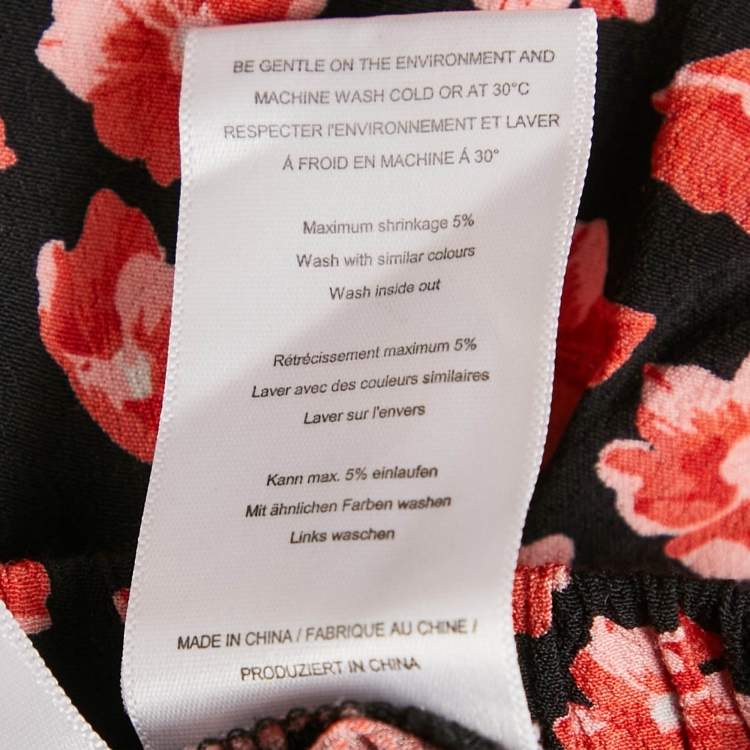 BE GENTLE ON THE ENVIRONMENT AND
MACHINE WASH COLD OR AT 30°C
RESPECTER l'ENVIRONNEMENT ET LAVER
Á FROID EN MACHINE Á 30°
Maximum shrinkage 5%
Wash with similar colours
Wash inside out
Rétrécissement maximum 5%
Laver avec des couleurs similaires
Laver sur l'envers
Kann max. 5% einlaufen
Mit ähnlichen Farben washen
Links waschen
MADE IN CHINA / FABRIQUE AU CHINE /
PRODUZIERT IN CHINA